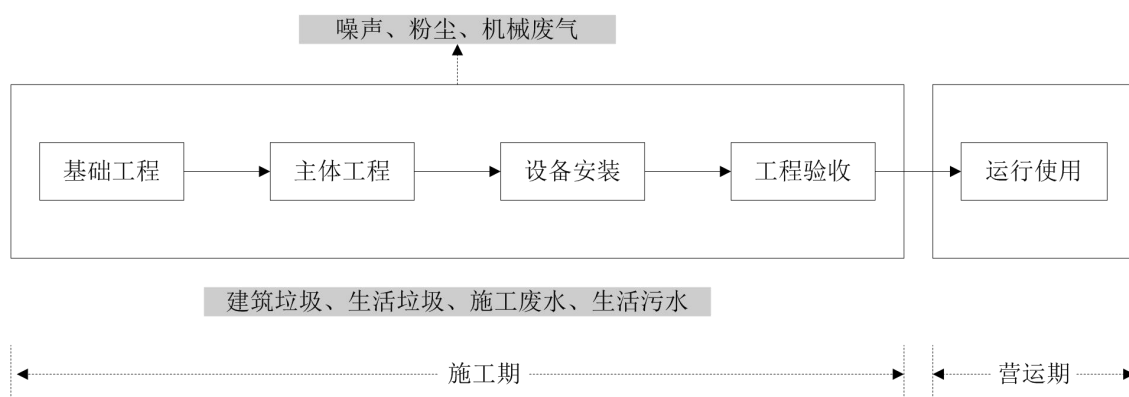 噪声、粉尘、机械废气
基础工程
主体工程
设备安装
工程验收
运行使用
建筑垃圾、生活垃圾、施工废水、生活污水
施工期
营运期